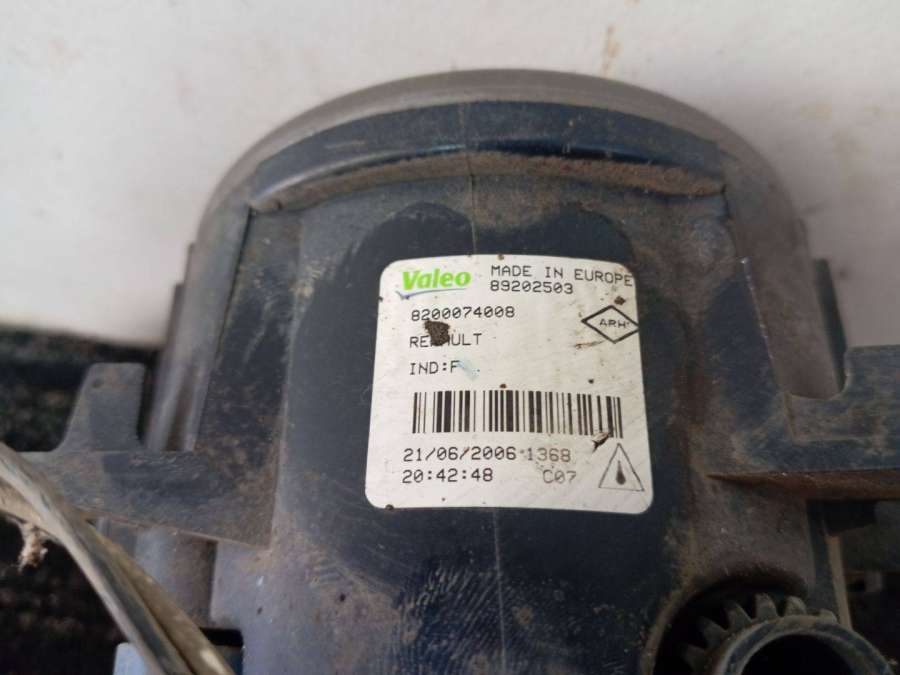 Valeo MADE IN EUROPE
89202503
8200074008
ARH
RENAULT
IND:F
21/06/2006 1368
20:42:48 C07